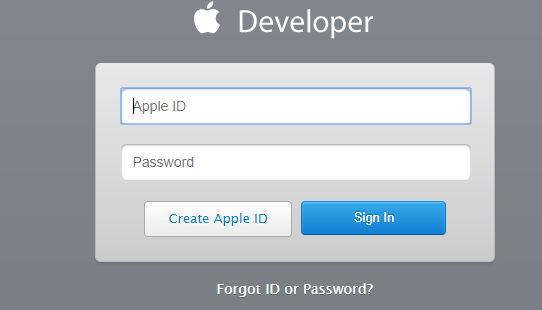 Developer
Apple ID
Password
Create Apple ID
Sign In
Forgot ID or Password?